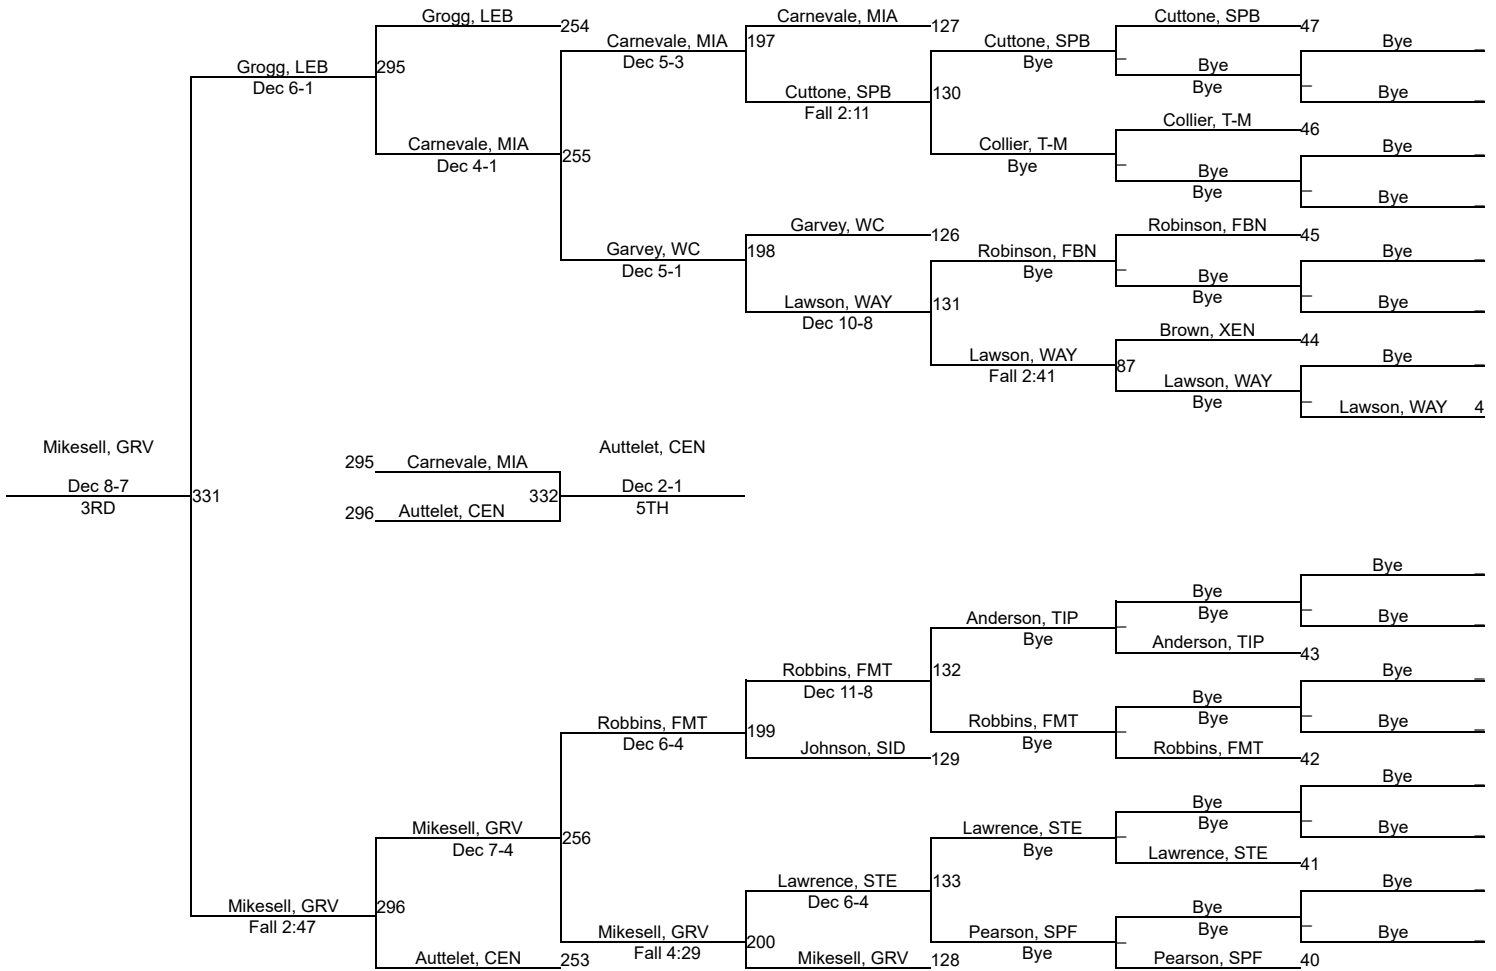 Grogg, LEB
254
Carnevale, MIA
127
Cuttone, SPB
47
Carnevale, MIA
197
Cuttone, SPB
Bye
Dec 5-3
Bye
Bye
Grogg, LEB
295
Bye
Dec 6-1
Cuttone, SPB
130
Bye
Fall 2:11
Collier, T-M
46
Carnevale, MIA
255
Collier, T-M
Bye
Dec 4-1
Bye
Bye
Bye
Bye
Garvey, WC
126
Robinson, FBN
45
Garvey, WC
198
Robinson, FBN
Bye
Dec 5-1
Bye
Bye
Bye
Lawson, WAY
131
Bye
Dec 10-8
Brown, XEN
44
Lawson, WAY
87
Bye
Fall 2:41
Lawson, WAY
Bye
Lawson, WAY 4
Mikesell, GRV
Auttelet, CEN
295
Carnevale, MIA
Dec 8-7
331
332
Dec 2-1
3RD
296
Auttelet, CEN
5TH
Bye
Bye
Anderson, TIP
Bye
Bye
Bye
Anderson, TIP
43
Robbins, FMT
132
Bye
Dec 11-8
Bye
Robbins, FMT
199
Robbins, FMT
Bye
Bye
Dec 6-4
Johnson, SID
129
Bye
Robbins, FMT
42
Bye
Bye
Mikesell, GRV
256
Lawrence, STE
Bye
Bye
Dec 7-4
Bye
Lawrence, STE
41
Lawrence, STE
133
Bye
Dec 6-4
Mikesell, GRV
296
Bye
Fall 2:47
Mikesell, GRV
200
Pearson, SPF
Bye
Bye
Fall 4:29
Bye
Auttelet, CEN
253
Mikesell, GRV
128
Pearson, SPF
40